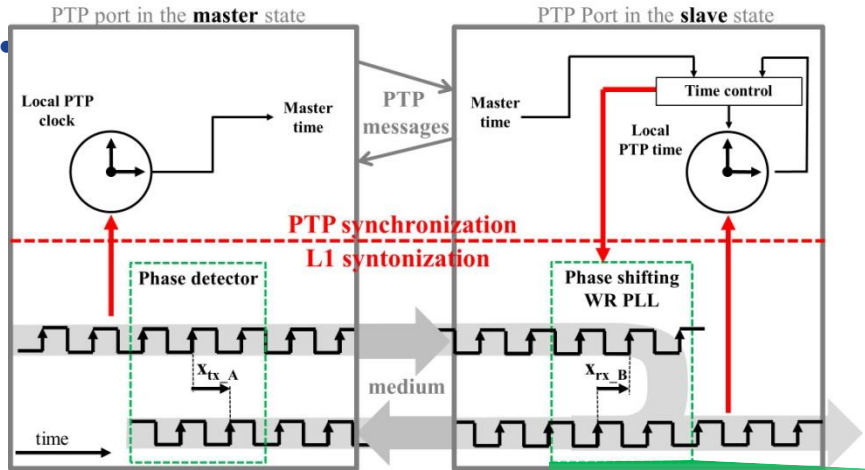 PTP port in the master state
PTP Port in the slave state
Local PTP
clock
Master
time
PTP
messages
Master
time
Time control
Local
PTP time
PTP synchronization
L1 syntonization
Phase detector
Phase shifting
WR PLL
x_tx_A
medium
x_rx_B
time